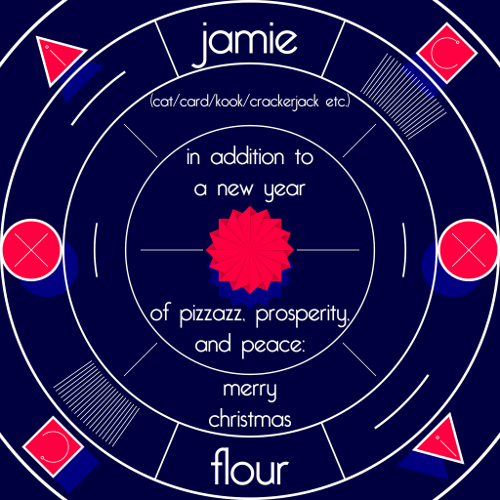 jamie
(cat/card/kook/crackerjack etc.)
in addition to
a new year
of pizzazz, prosperity,
and peace:
merry
christmas
flour